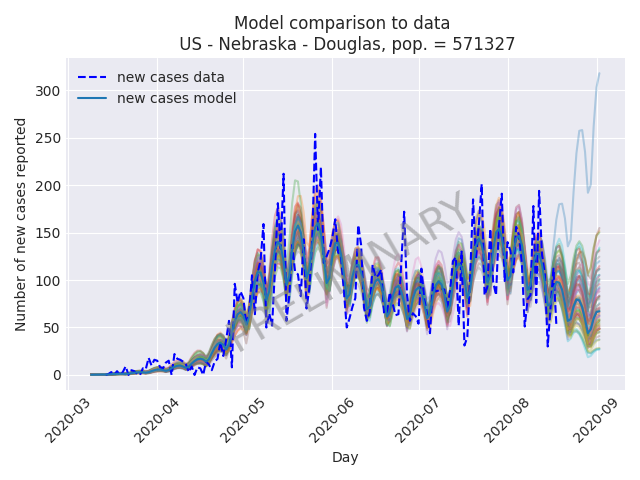 Model comparison to data
US - Nebraska - Douglas, pop. = 571327
new cases data
new cases model
Number of new cases reported
300
250
200
150
100
50
0
PRELIMINARY
2020-03
2020-04
2020-05
2020-06
2020-07
2020-08
2020-09
Day